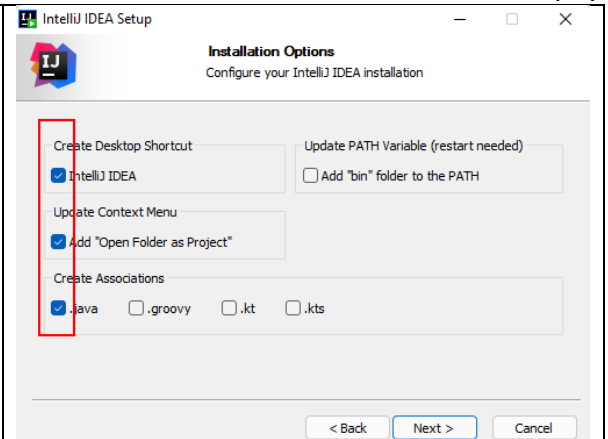 IntelliJ IDEA Setup
IJ
Installation Options
Configure your IntelliJ IDEA installation
Create Desktop Shortcut
Update PATH Variable (restart needed)
IntelliJ IDEA
Add "bin" folder to the PATH
Update Context Menu
Add "Open Folder as Project"
Create Associations
.java .groovy .kt .kts
< Back Next > Cancel